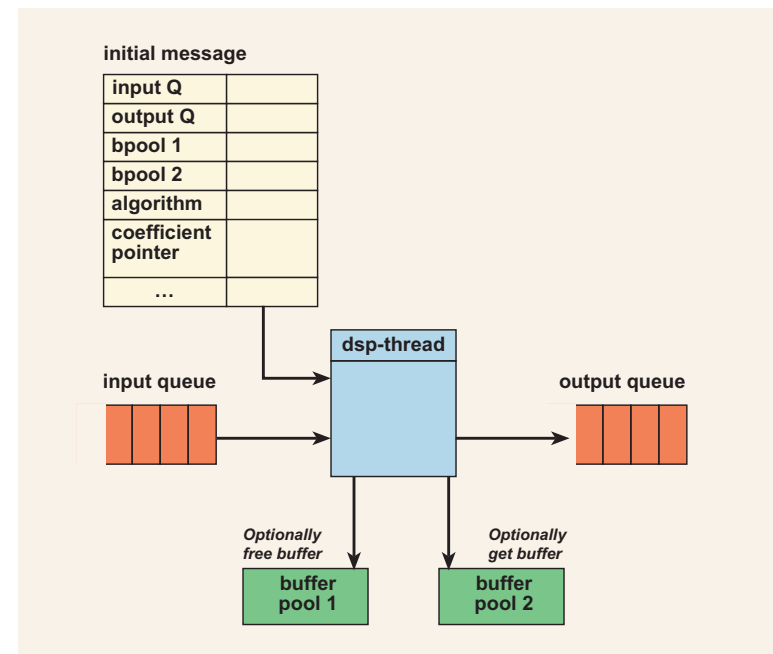 initial message
input Q
output Q
bpool 1
bpool 2
algorithm
coefficient
pointer
...
dsp-thread
input queue
output queue
Optionally
free buffer
Optionally
get buffer
buffer
pool 1
buffer
pool 2